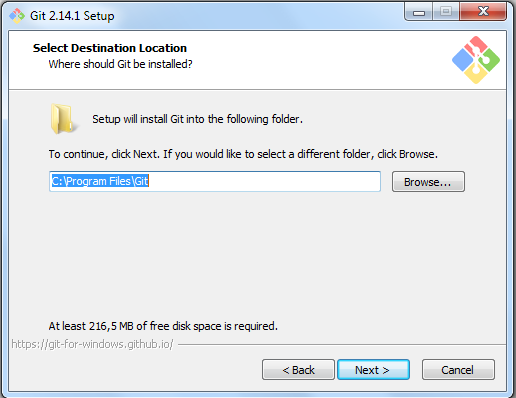 Git 2.14.1 Setup
Select Destination Location
Where should Git be installed?
Setup will install Git into the following folder.
To continue, click Next. If you would like to select a different folder, click Browse.
C:\Program Files\Git
Browse...
At least 216,5 MB of free disk space is required.
https://git-for-windows.github.io/
< Back
Next >
Cancel